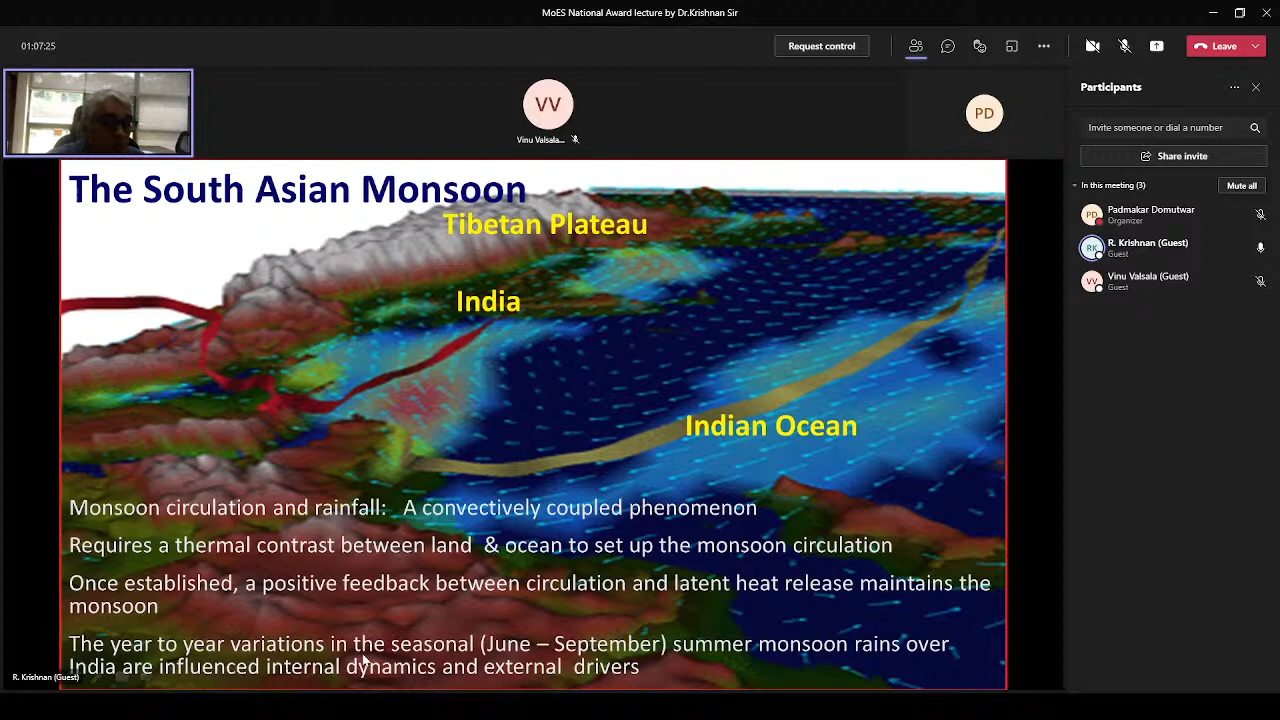 MoES National Award lecture by Dr.Krishnan Sir
01:07:25
Request control
Leave
VV
Vinu Valsala...
PD
Participants
Invite someone or dial a number
Share invite
In this meeting (3)
Mute all
PD
Padmakar Domutwar
Organizer
RK
R. Krishnan (Guest)
Guest
VV
Vinu Valsala (Guest)
Guest
The South Asian Monsoon
Tibetan Plateau
India
Indian Ocean
Monsoon circulation and rainfall: A convectively coupled phenomenon
Requires a thermal contrast between land & ocean to set up the monsoon circulation
Once established, a positive feedback between circulation and latent heat release maintains the
monsoon
The year to year variations in the seasonal (June – September) summer monsoon rains over
India are influenced internal dynamics and external drivers
R. Krishnan (Guest)